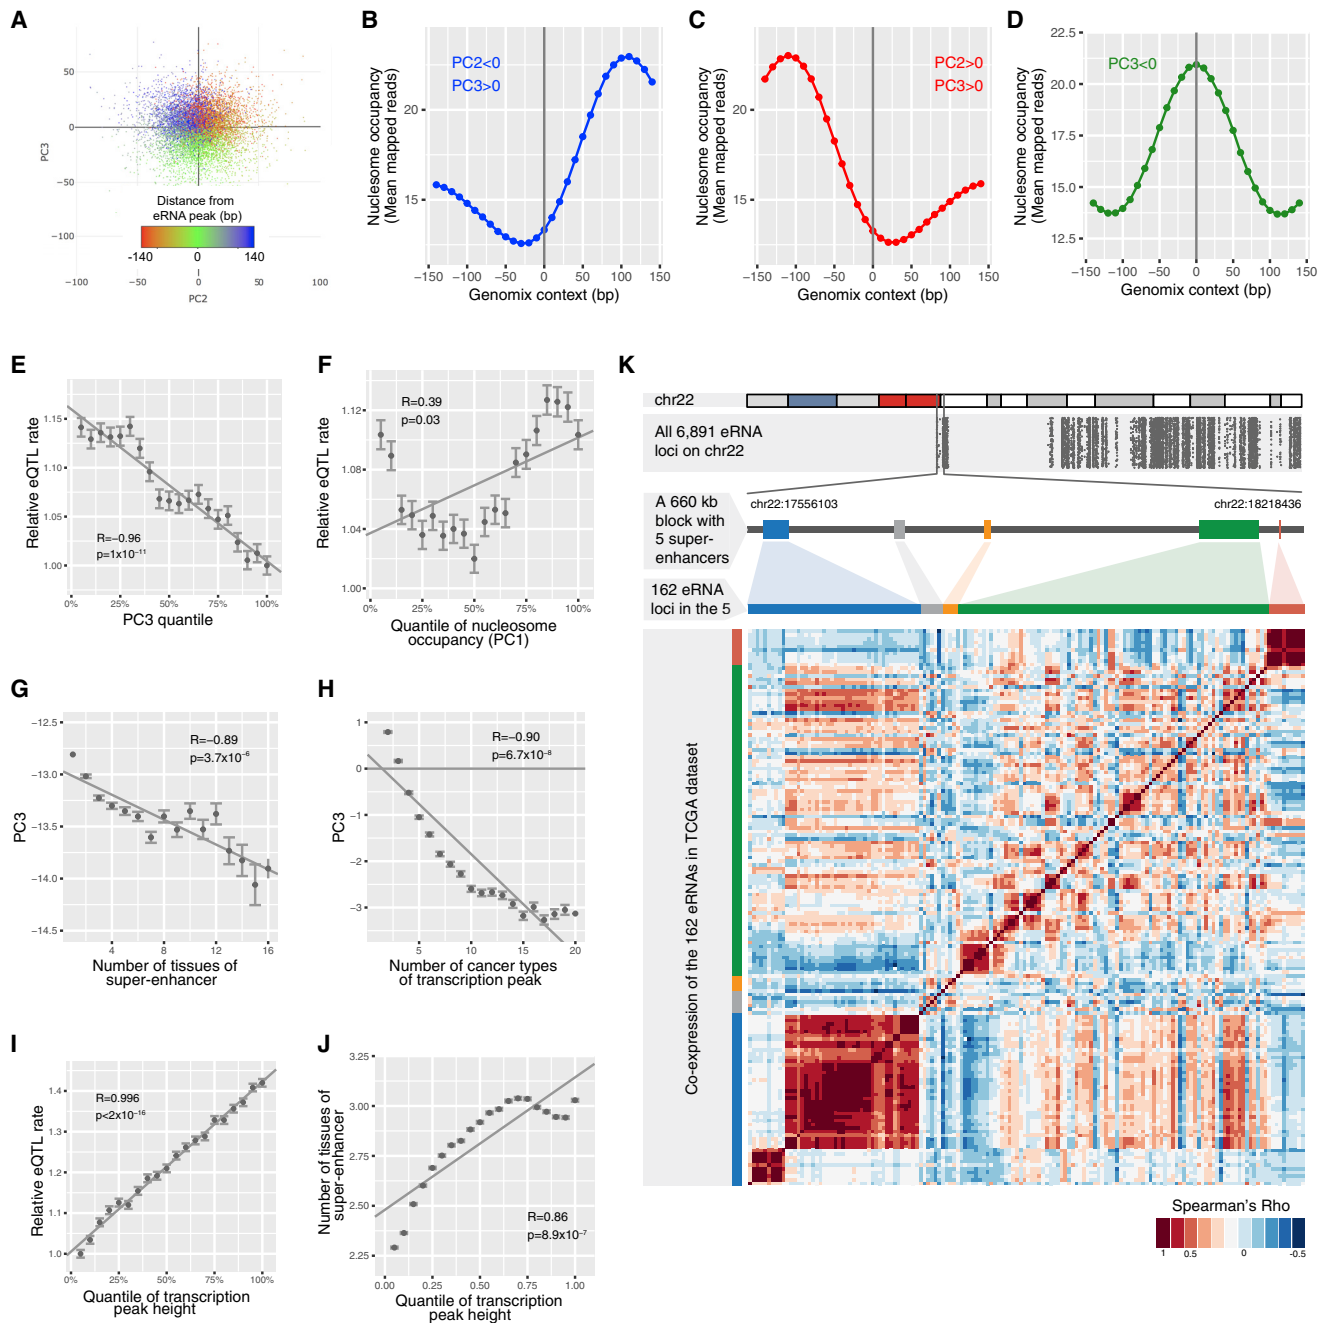 A
50
0
−50
−100
PC3
Distance from
eRNA peak (bp)
-140
0
140
−100
−50
0
50
100
PC2
B
Nuclesome occupancy
(Mean mapped reads)
PC2<0
PC3>0
20
15
−150
−100
−50
0
50
100
150
Genomix context (bp)
C
Nuclesome occupancy
(Mean mapped reads)
PC2>0
PC3>0
20
15
−150
−100
−50
0
50
100
150
Genomix context (bp)
D
Nuclesome occupancy
(Mean mapped reads)
PC3<0
22.5
20.0
17.5
15.0
12.5
−150
−100
−50
0
50
100
150
Genomix context (bp)
E
Relative eQTL rate
1.15
1.10
1.05
1.00
R=−0.96
p=1x10⁻¹¹
0%
25%
50%
75%
100%
PC3 quantile
F
Relative eQTL rate
1.12
1.08
1.04
1.00
R=0.39
p=0.03
0%
25%
50%
75%
100%
Quantile of nucleosome
occupancy (PC1)
G
PC3
−12.5
−13.0
−13.5
−14.0
−14.5
R=−0.89
p=3.7x10⁻⁶
4
8
12
16
Number of tissues of
super-enhancer
H
PC3
1
0
−1
−2
−3
R=−0.90
p=6.7x10⁻⁸
5
10
15
20
Number of cancer types
of transcription peak
I
Relative eQTL rate
1.4
1.3
1.2
1.1
1.0
R=0.996
p<2x10⁻¹⁶
0%
25%
50%
75%
100%
Quantile of transcription
peak height
J
Number of tissues of
super-enhancer
3.25
3.00
2.75
2.50
2.25
R=0.86
p=8.9x10⁻⁷
0.00
0.25
0.50
0.75
1.00
Quantile of transcription
peak height
K
chr22
All 6,891 eRNA
loci on chr22
A 660 kb
block with
5 super-
enhancers
chr22:17556103
chr22:18218436
162 eRNA
loci in the 5
Co-expression of the 162 eRNAs in TCGA dataset
Spearman's Rho
1
0.5
0
-0.5